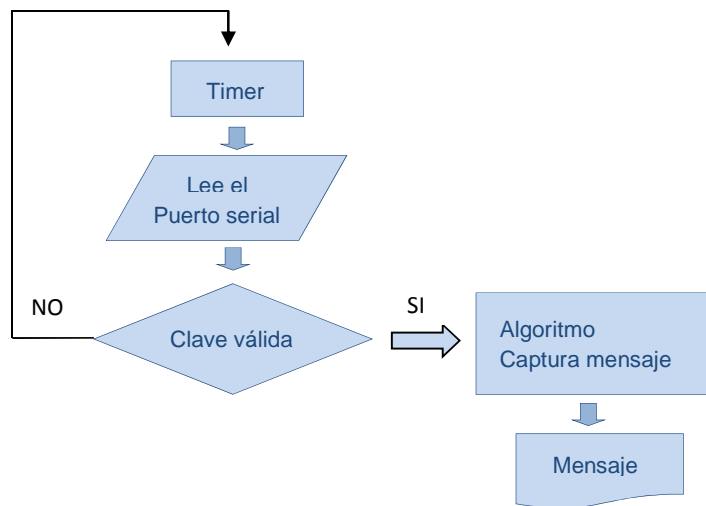 Timer
Lee el
Puerto serial
NO
Clave válida
SI
Algoritmo
Captura mensaje
Mensaje